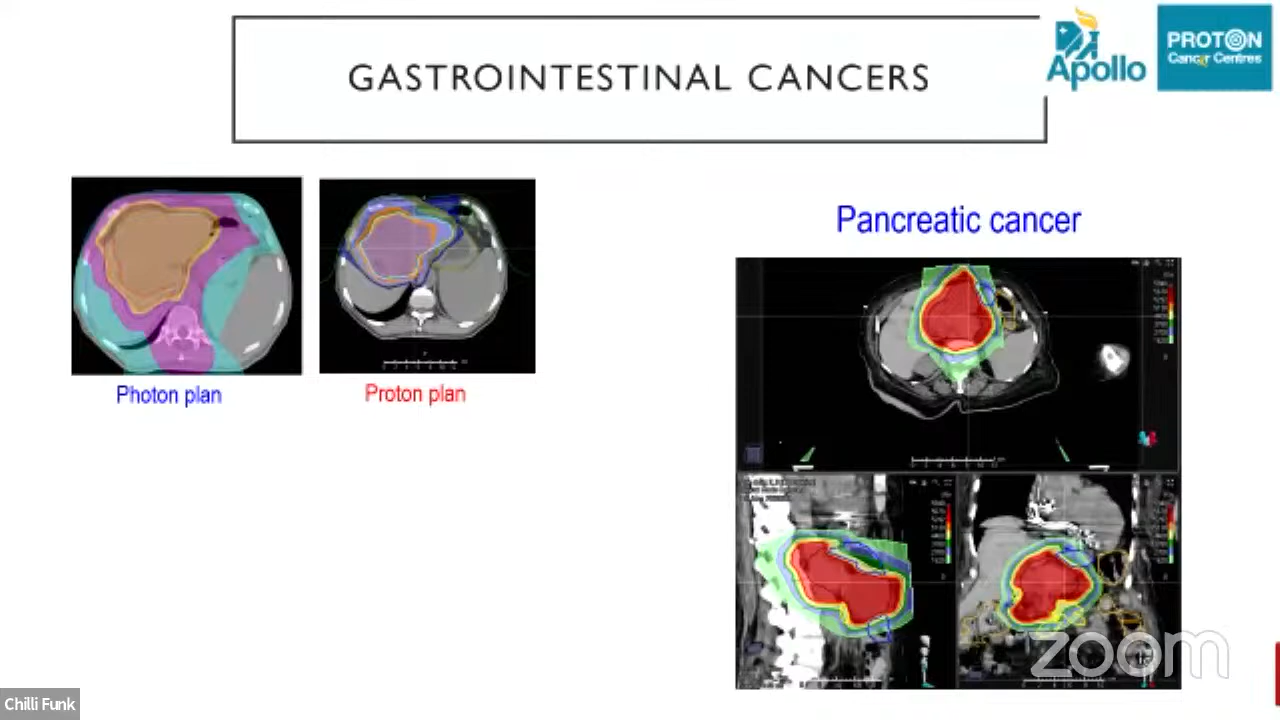 GASTROINTESTINAL CANCERS
Apollo
PROTON
Cancer Centres
Pancreatic cancer
Photon plan
Proton plan
zoom
Chilli Funk